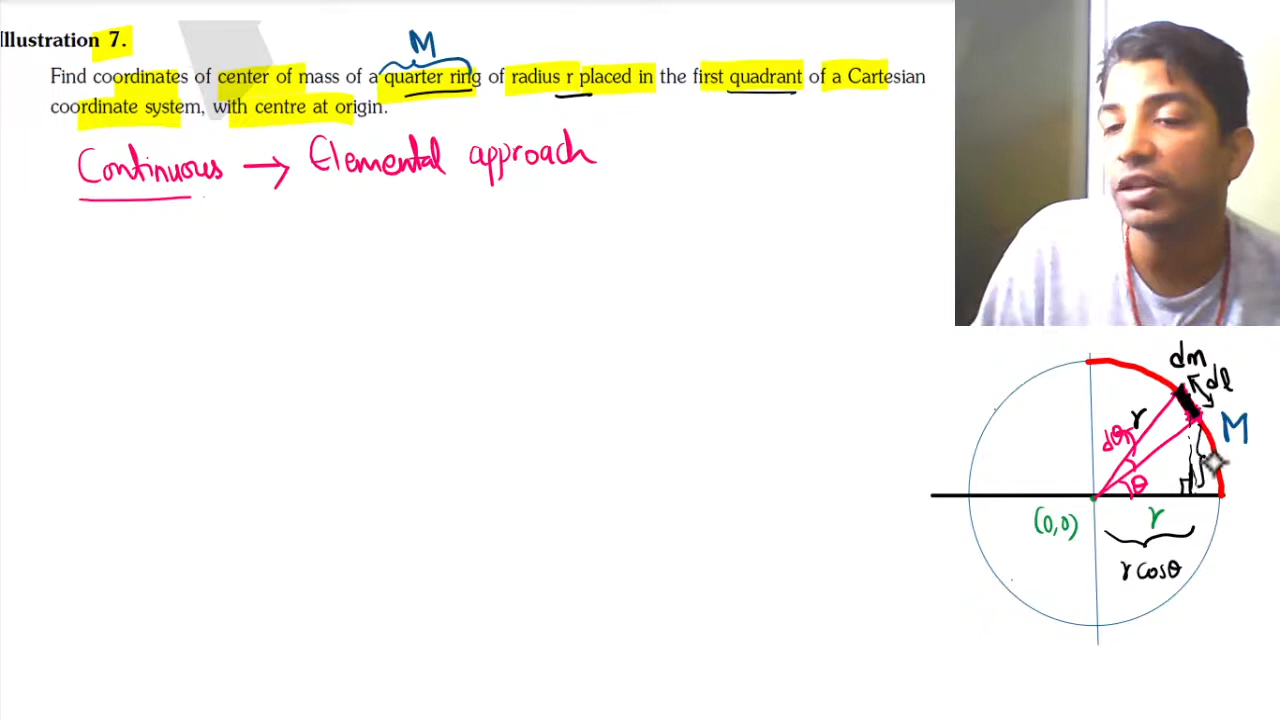 Illustration 7.
M
Find coordinates of center of mass of a quarter ring of radius r placed in the first quadrant of a Cartesian
coordinate system, with centre at origin.
Continuous → Elemental approach
dm
dl
r
M
dθ
θ
(0,0)
r
r cosθ